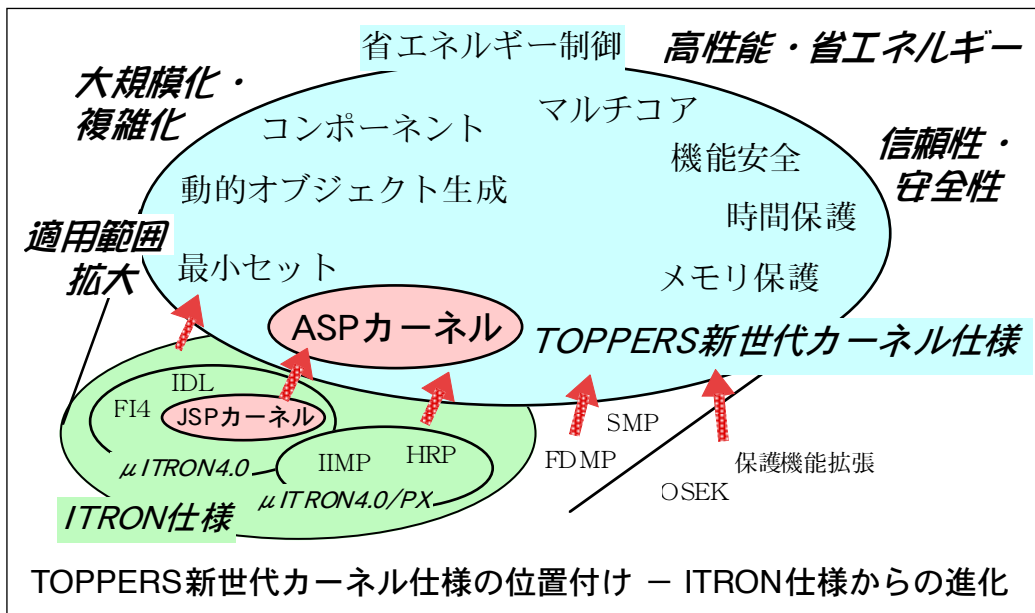 省エネルギー制御
高性能・省エネルギー
大規模化・
複雑化
マルチコア
コンポーネント
機能安全
信頼性・
安全性
動的オブジェクト生成
時間保護
適用範囲
拡大
最小セット
メモリ保護
ASPカーネル
TOPPERS新世代カーネル仕様
IDL
FI4
JSPカーネル
SMP
μITRON4.0
IIMP
HRP
FDMP
保護機能拡張
OSEK
μITRON4.0/PX
ITRON仕様
TOPPERS新世代カーネル仕様の位置付け − ITRON仕様からの進化